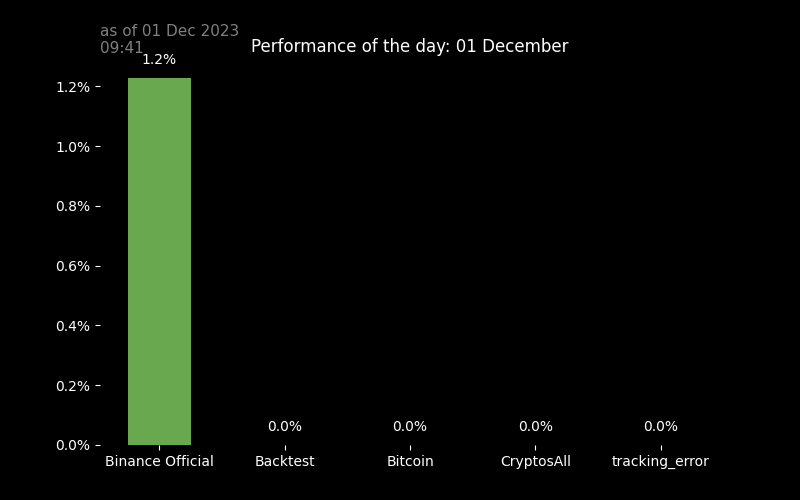 as of 01 Dec 2023
09:41
Performance of the day: 01 December
1.2%
1.2%
1.0%
0.8%
0.6%
0.4%
0.2%
0.0%
0.0%
0.0%
0.0%
0.0%
Binance Official
Backtest
Bitcoin
CryptosAll
tracking_error